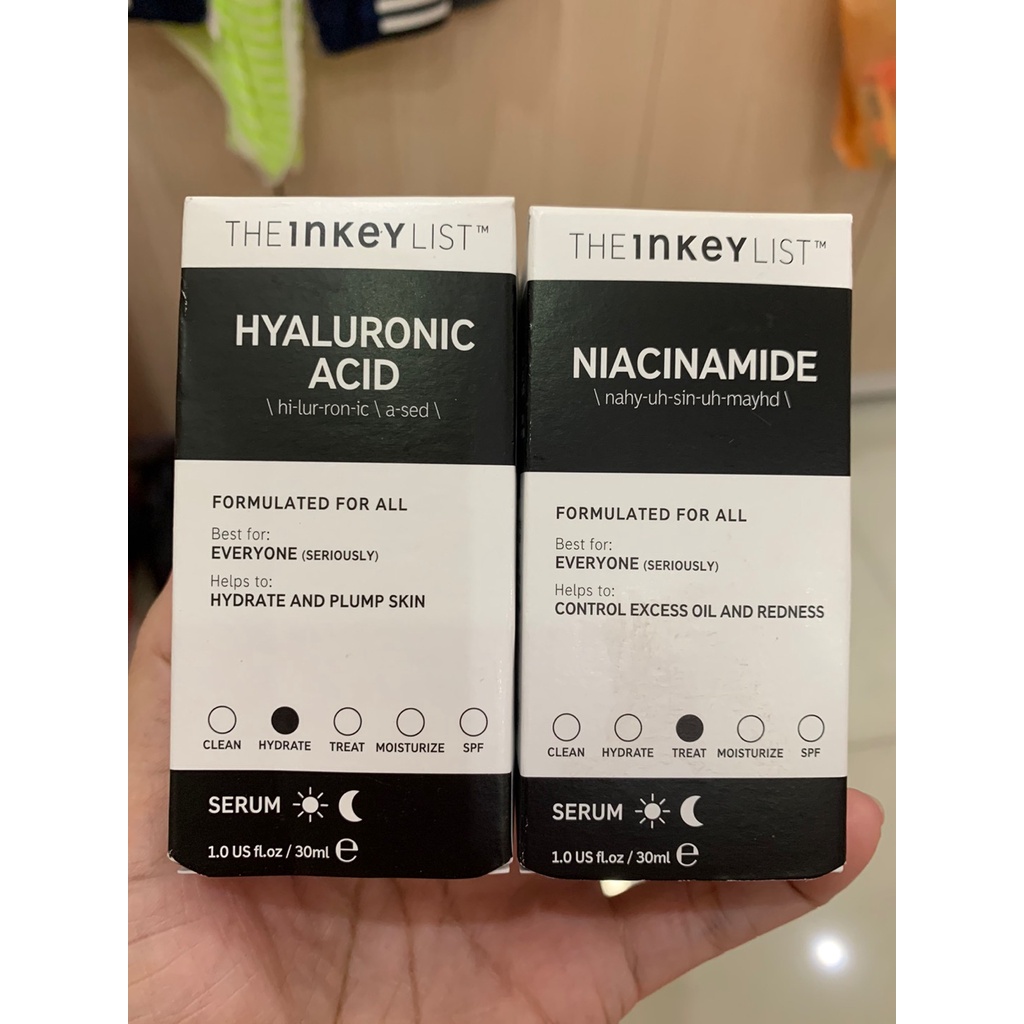 THE INKEY LIST™
HYALURONIC
ACID
\ hi-lur-ron-ic \ a-sed \
FORMULATED FOR ALL
Best for:
EVERYONE (SERIOUSLY)
Helps to:
HYDRATE AND PLUMP SKIN
CLEAN HYDRATE TREAT MOISTURIZE SPF
SERUM
1.0 US fl.oz / 30ml ℮
THE INKEY LIST™
NIACINAMIDE
\ nahy-uh-sin-uh-mayhd \
FORMULATED FOR ALL
Best for:
EVERYONE (SERIOUSLY)
Helps to:
CONTROL EXCESS OIL AND REDNESS
CLEAN HYDRATE TREAT MOISTURIZE SPF
SERUM
1.0 US fl.oz / 30ml ℮